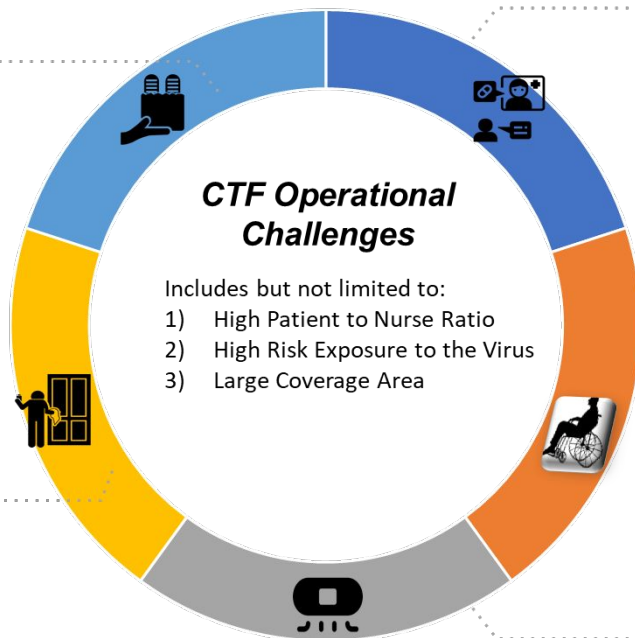 CTF Operational
Challenges
Includes but not limited to:
1) High Patient to Nurse Ratio
2) High Risk Exposure to the Virus
3) Large Coverage Area